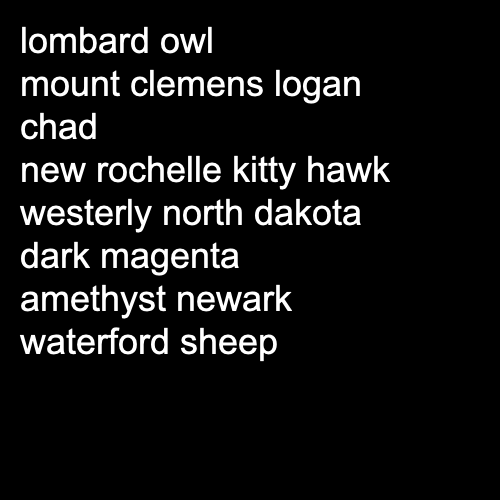 lombard owl
mount clemens logan
chad
new rochelle kitty hawk
westerly north dakota
dark magenta
amethyst newark
waterford sheep